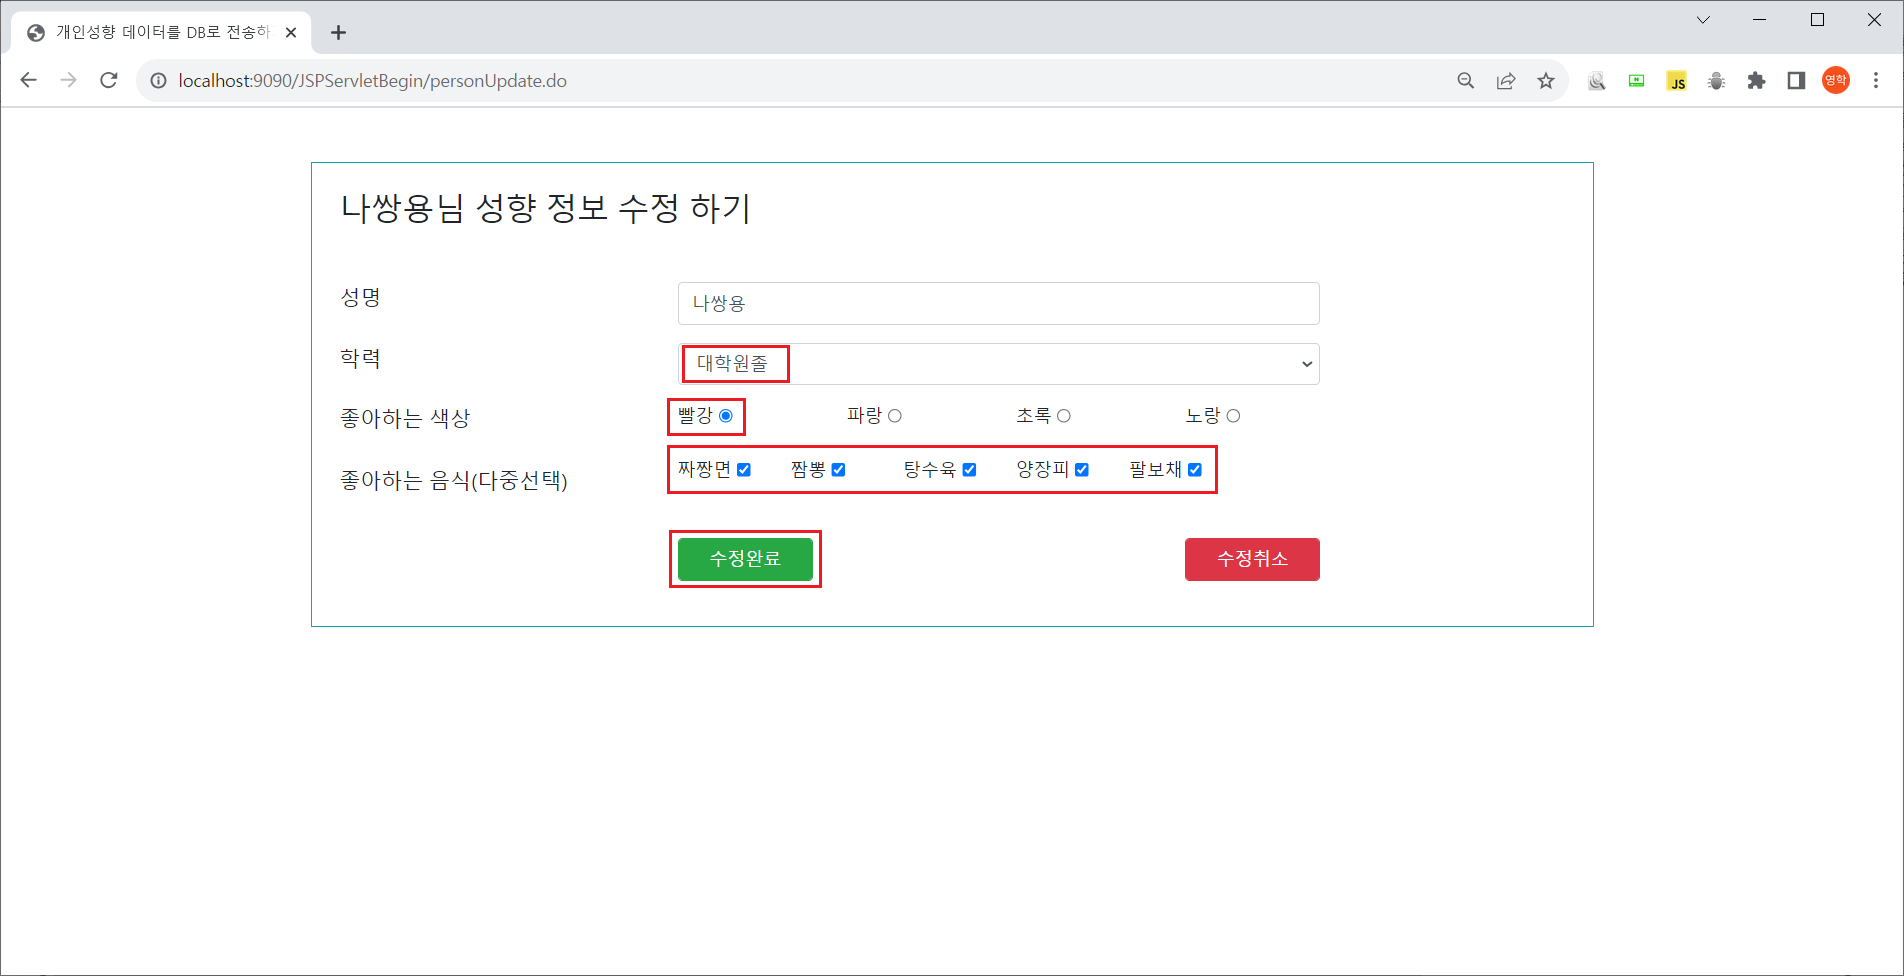 개인성향 데이터를 DB로 전송하
localhost:9090/JSPServletBegin/personUpdate.do
JS
영학
나쌍용님 성향 정보 수정 하기
성명
나쌍용
학력
대학원졸
좋아하는 색상
빨강
파랑
초록
노랑
좋아하는 음식(다중선택)
짜짱면
짬뽕
탕수육
양장피
팔보채
수정완료
수정취소